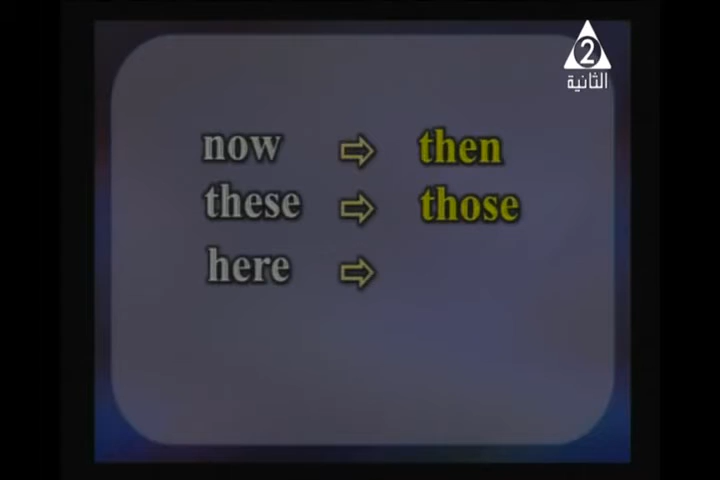 2
الثانية
now ⇨ then
these ⇨ those
here ⇨